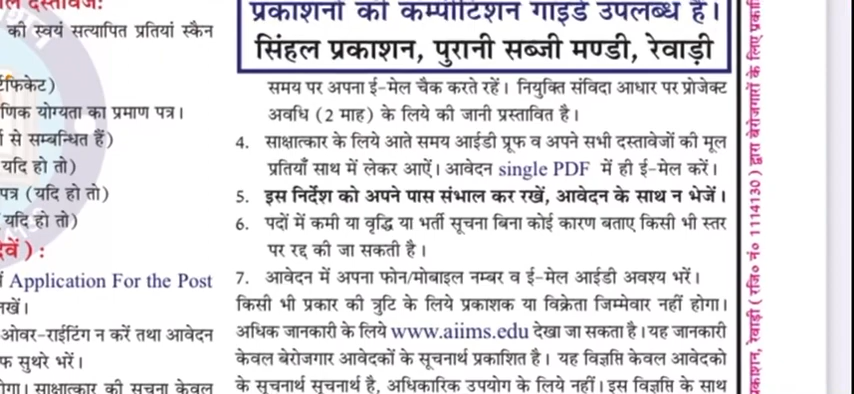 दस्तावेज:
की स्वयं सत्यापित प्रतियां स्कैन
णिक योग्यता का प्रमाण पत्र।
से सम्बन्धित हैं)
यदि हो तो)
पत्र (यदि हो तो)
यदि हो तो)
Application For the Post
ओवर-राईटिंग न करें तथा आवेदन
सुथरे भरें।
साक्षात्कार की सूचना केवल
प्रकाशनों की कम्पीटिशन गाइडें उपलब्ध हैं।
सिंहल प्रकाशन, पुरानी सब्जी मण्डी, रेवाड़ी
समय पर अपना ई-मेल चैक करते रहें। नियुक्ति संविदा आधार पर प्रोजेक्ट
अवधि (2 माह) के लिये की जानी प्रस्तावित है।
4. साक्षात्कार के लिये आते समय आईडी प्रूफ व अपने सभी दस्तावेजों की मूल
प्रतियाँ साथ में लेकर आऐं। आवेदन single PDF में ही ई-मेल करें।
5. इस निर्देश को अपने पास संभाल कर रखें, आवेदन के साथ न भेजें।
6. पदों में कमी या वृद्धि या भर्ती सूचना बिना कोई कारण बताए किसी भी स्तर
पर रद्द की जा सकती है।
7. आवेदन में अपना फोन/मोबाइल नम्बर व ई-मेल आईडी अवश्य भरें।
किसी भी प्रकार की त्रुटि के लिये प्रकाशक या विक्रेता जिम्मेवार नहीं होगा।
अधिक जानकारी के लिये www.aiims.edu देखा जा सकता है।यह जानकारी
केवल बेरोजगार आवेदकों के सूचनार्थ प्रकाशित है। यह विज्ञप्ति केवल आवेदको
के सूचनार्थ सूचनार्थ है, अधिकारिक उपयोग के लिये नहीं।इस विज्ञप्ति के साथ
प्रकाशन, रेवाड़ी ( रजि० नं० 1114130 ) द्वारा बेरोजगारों के लिए